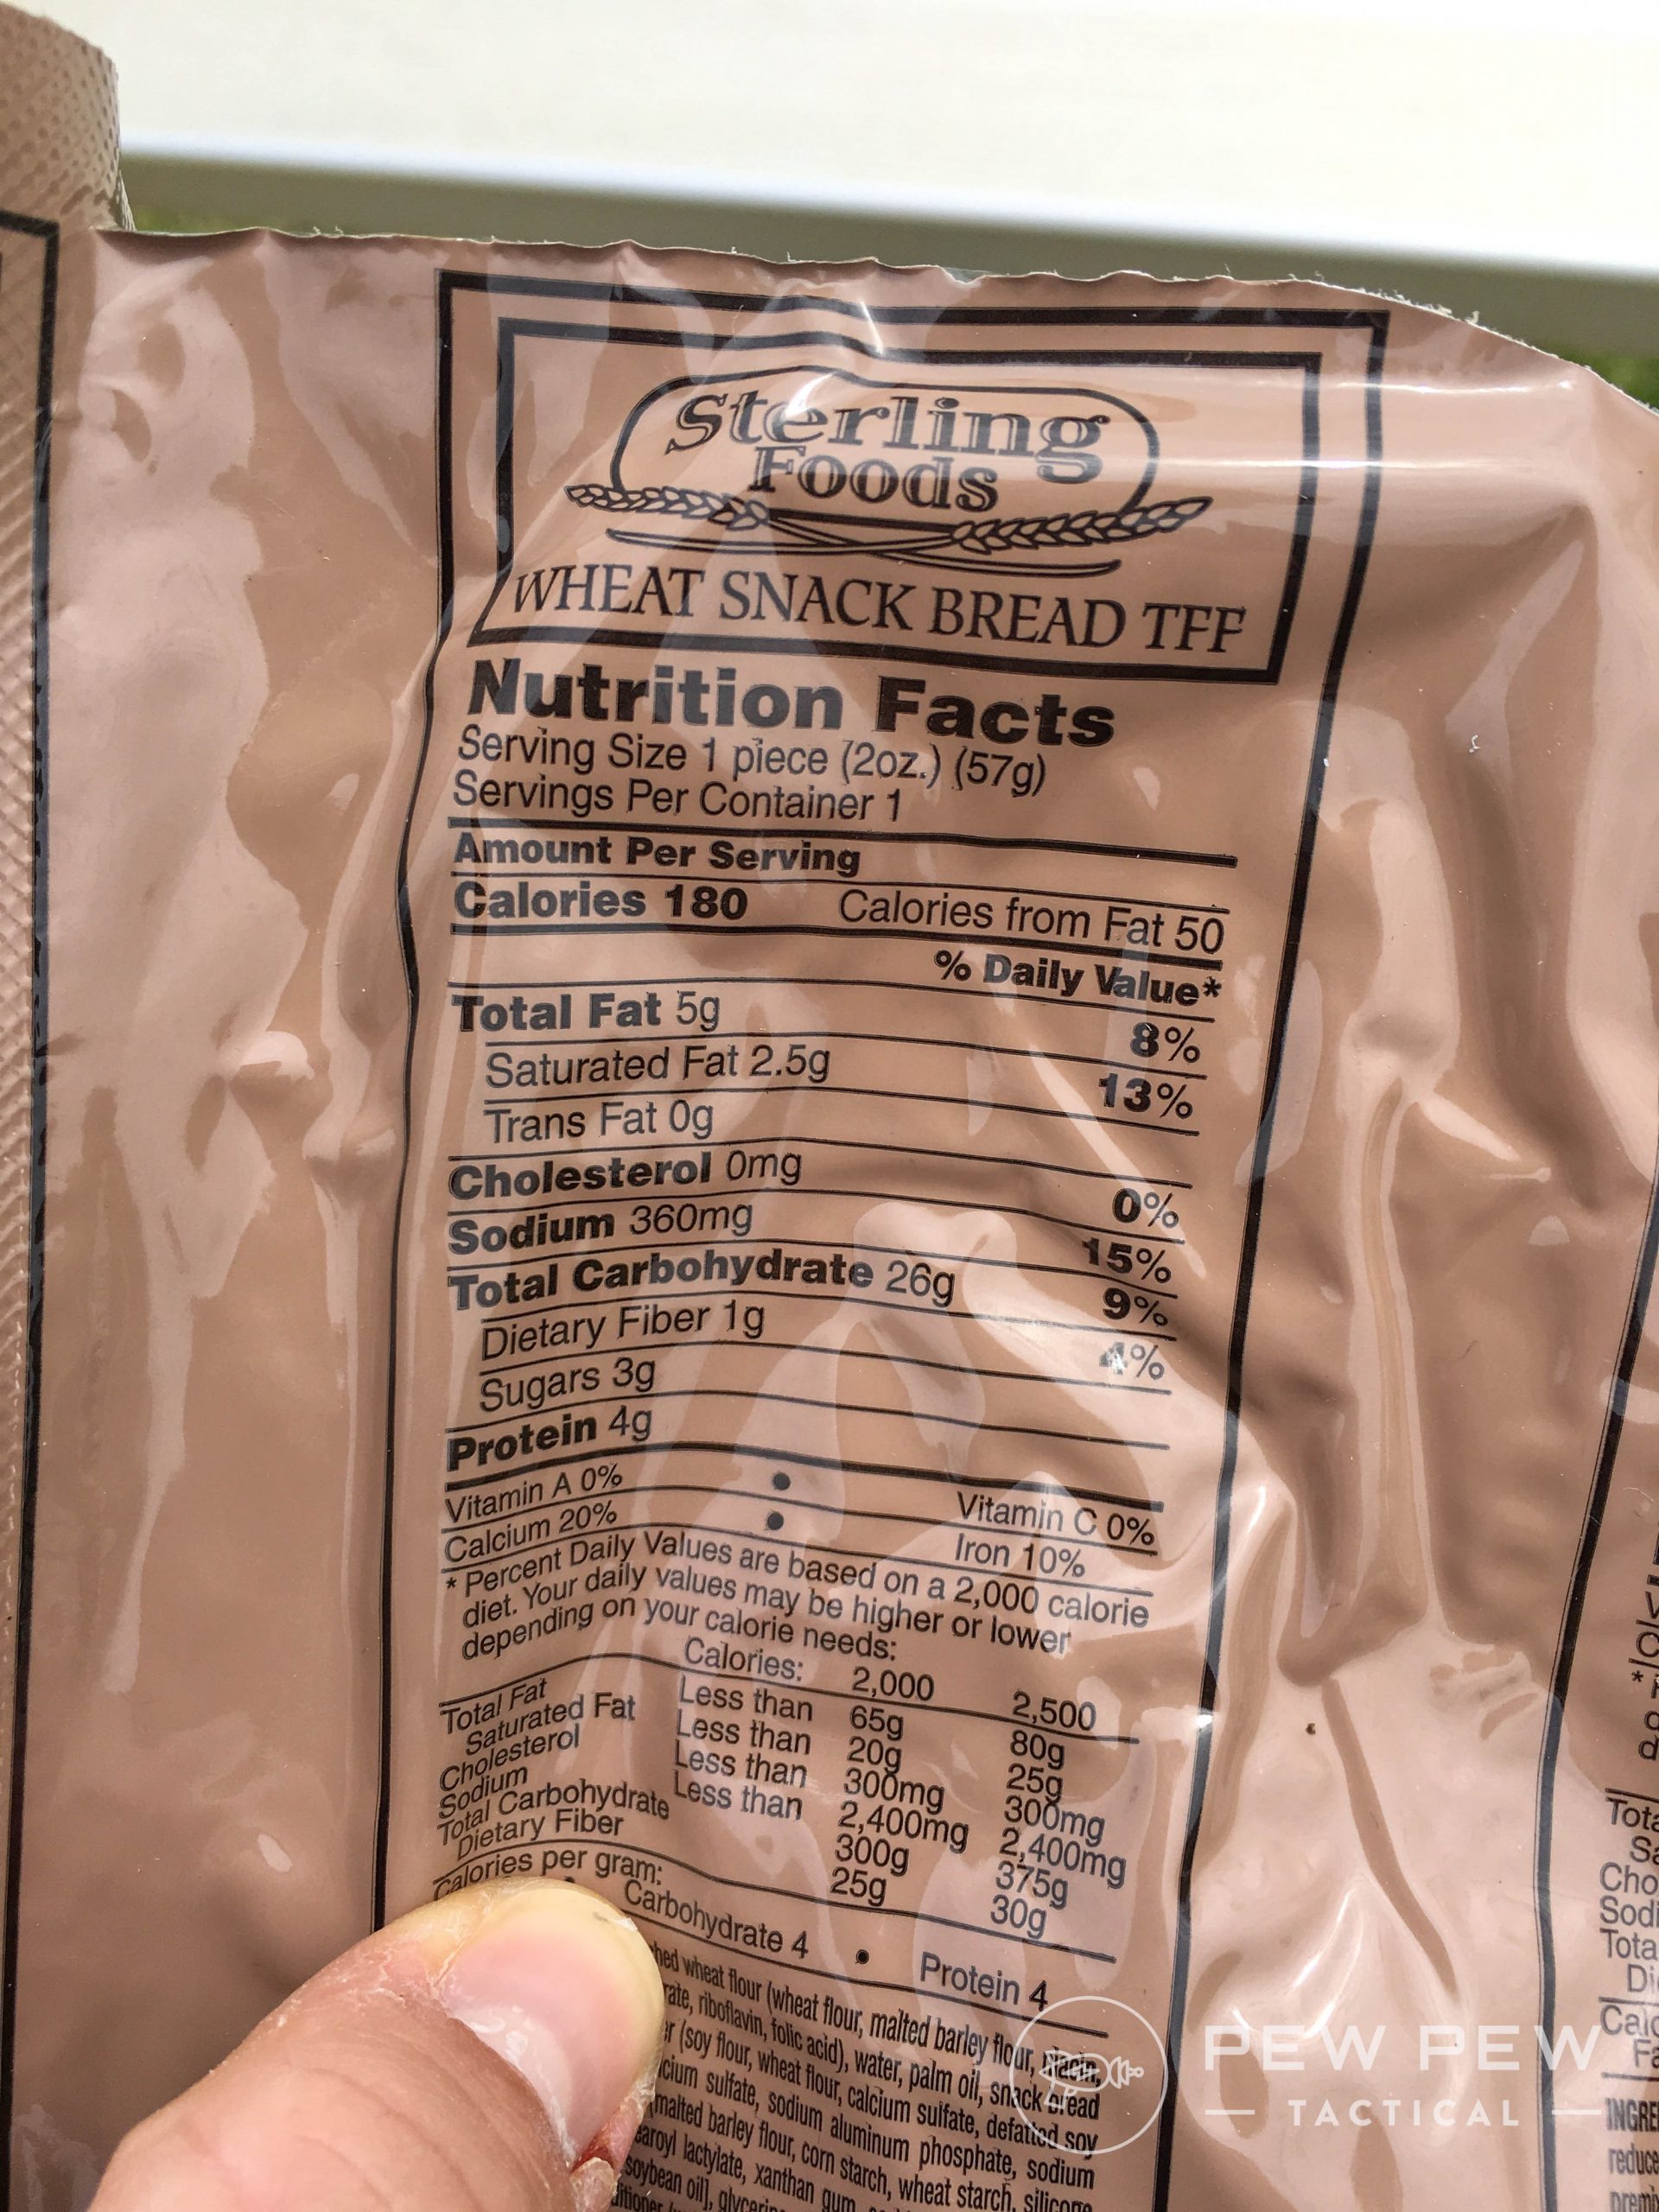 Sterling
Foods
WHEAT SNACK BREAD TFF
Nutrition Facts
Serving Size 1 piece (2oz.) (57g)
Servings Per Container 1
Amount Per Serving
Calories 180 Calories from Fat 50
% Daily Value*
Total Fat 5g 8%
Saturated Fat 2.5g 13%
Trans Fat 0g
Cholesterol 0mg 0%
Sodium 360mg 15%
Total Carbohydrate 26g 9%
Dietary Fiber 1g 4%
Sugars 3g
Protein 4g
Vitamin A 0% • Vitamin C 0%
Calcium 20% • Iron 10%
* Percent Daily Values are based on a 2,000 calorie
diet. Your daily values may be higher or lower
depending on your calorie needs:
Calories: 2,000 2,500
Total Fat Less than 65g 80g
Saturated Fat Less than 20g 25g
Cholesterol Less than 300mg 300mg
Sodium Less than 2,400mg 2,400mg
Total Carbohydrate 300g 375g
Dietary Fiber 25g 30g
Calories per gram:
• Carbohydrate 4 • Protein 4
wheat flour (wheat flour, malted barley flour, niacin,
riboflavin, folic acid), water, palm oil, snack bread
(soy flour, wheat flour, calcium sulfate, defatted soy
sulfate, sodium aluminum phosphate, sodium
malted barley flour, corn starch, wheat starch, silicone
lactylate, xanthan gum
soybean oil], glycerin
PEW PEW
TACTICAL